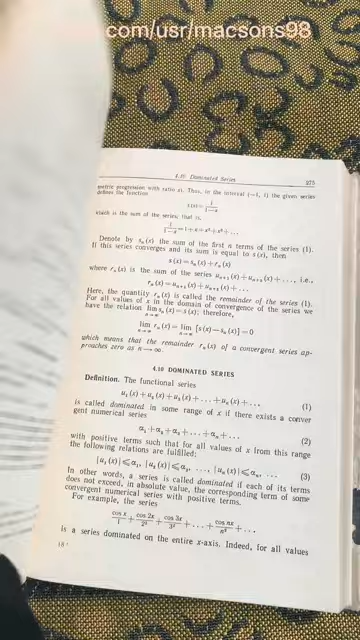 com/usr/macsons98
4.10 Dominated Series 275
metric progression with ratio x). Thus, in the interval (−1, 1) the given series
defines the function
s(x) = 1/(1−x)
which is the sum of the series; that is,
1/(1−x) = 1+x+x²+x³+...
Denote by sₙ(x) the sum of the first n terms of the series (1).
If this series converges and its sum is equal to s(x), then
s(x) = sₙ(x) + rₙ(x)
where rₙ(x) is the sum of the series uₙ₊₁(x)+uₙ₊₂(x)+..., i.e.,
rₙ(x) = uₙ₊₁(x)+uₙ₊₂(x)+...
Here, the quantity rₙ(x) is called the remainder of the series (1).
For all values of x in the domain of convergence of the series we
have the relation lim sₙ(x) = s(x); therefore,
n→∞
lim rₙ(x) = lim [s(x) − sₙ(x)] = 0
n→∞ n→∞
which means that the remainder rₙ(x) of a convergent series ap-
proaches zero as n → ∞.
4.10 DOMINATED SERIES
Definition. The functional series
u₁(x)+u₂(x)+u₃(x)+...+uₙ(x)+... (1)
is called dominated in some range of x if there exists a conver
gent numerical series
α₁+α₂+α₃+...+αₙ+... (2)
with positive terms such that for all values of x from this range
the following relations are fulfilled:
|u₁(x)|⩽α₁, |u₂(x)|⩽α₂, ..., |uₙ(x)|⩽αₙ, ... (3)
In other words, a series is called dominated if each of its terms
does not exceed, in absolute value, the corresponding term of some
convergent numerical series with positive terms.
For example, the series
cos x/1 + cos 2x/2² + cos 3x/3² + ... + cos nx/n² + ...
is a series dominated on the entire x-axis. Indeed, for all values
18*